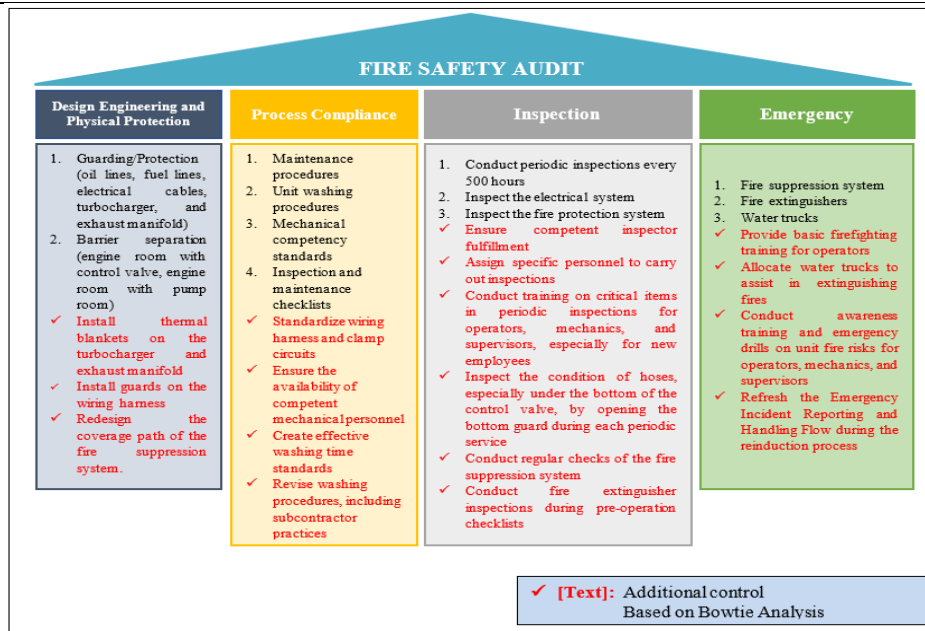 FIRE SAFETY AUDIT
Design Engineering and
Physical Protection
1. Guarding/Protection
(oil lines, fuel lines,
electrical cables,
turbocharger, and
exhaust manifold)
2. Barrier separation
(engine room with
control valve, engine
room with pump
room)
✓ Install thermal
blankets on the
turbocharger and
exhaust manifold
✓ Install guards on the
wiring harness
✓ Redesign the
coverage path of the
fire suppression
system.
Process Compliance
1. Maintenance
procedures
2. Unit washing
procedures
3. Mechanical
competency
standards
4. Inspection and
maintenance
checklists
✓ Standardize wiring
harness and clamp
circuits
✓ Ensure the
availability of
competent
mechanical personnel
✓ Create effective
washing time
standards
✓ Revise washing
procedures, including
subcontractor
practices
Inspection
1. Conduct periodic inspections every
500 hours
2. Inspect the electrical system
3. Inspect the fire protection system
✓ Ensure competent inspector
fulfillment
✓ Assign specific personnel to carry
out inspections
✓ Conduct training on critical items
in periodic inspections for
operators, mechanics, and
supervisors, especially for new
employees
✓ Inspect the condition of hoses,
especially under the bottom of the
control valve, by opening the
bottom guard during each periodic
service
✓ Conduct regular checks of the fire
suppression system
✓ Conduct fire extinguisher
inspections during pre-operation
checklists
Emergency
1. Fire suppression system
2. Fire extinguishers
3. Water trucks
✓ Provide basic firefighting
training for operators
✓ Allocate water trucks to
assist in extinguishing
fires
✓ Conduct awareness
training and emergency
drills on unit fire risks for
operators, mechanics, and
supervisors
✓ Refresh the Emergency
Incident Reporting and
Handling Flow during the
reinduction process
✓ [Text]: Additional control
Based on Bowtie Analysis